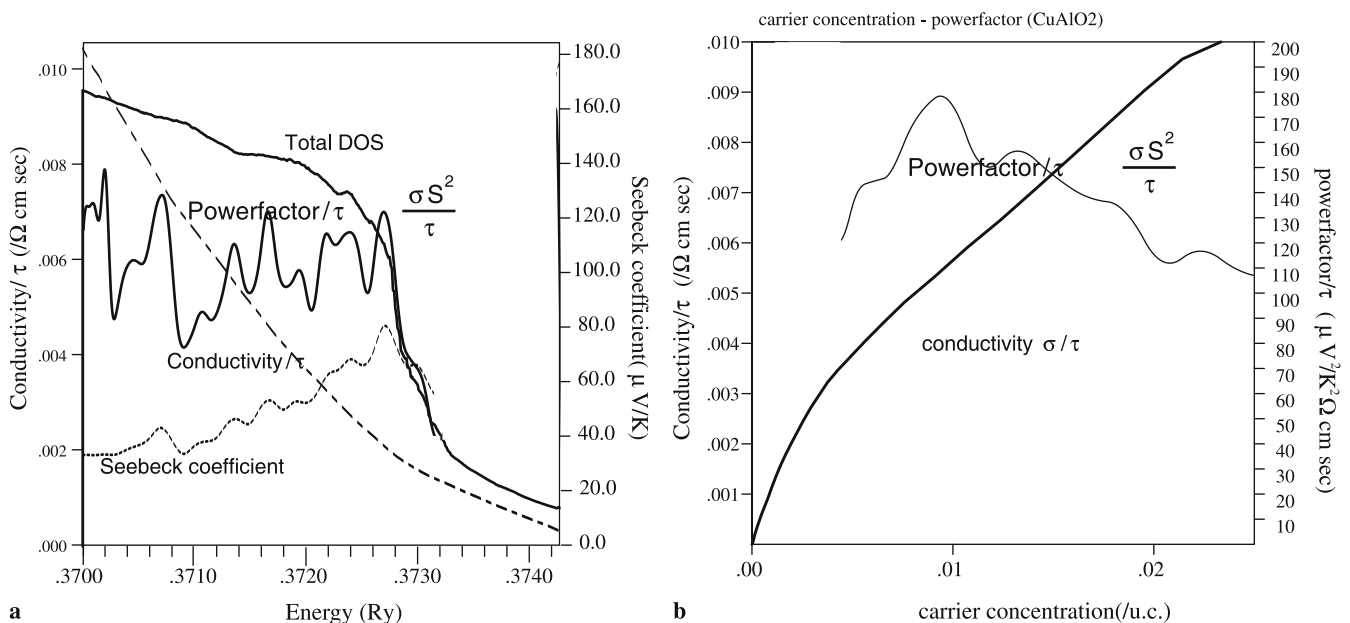 carrier concentration - powerfactor (CuAlO2)
Conductivity/ τ (/Ω cm sec)
.010
.008
.006
.004
.002
.000
Total DOS
Powerfactor/τ
σS²
τ
Conductivity/τ
Seebeck coefficient
180.0
160.0
140.0
120.0
100.0
80.0
60.0
40.0
20.0
0.0
Seebeck coefficient( μ V/K)
.3700 .3710 .3720 .3730 .3740
a Energy (Ry)
Conductivity/τ (/Ω cm sec)
.010
.009
.008
.007
.006
.005
.004
.003
.002
.001
Powerfactor/τ
σS²
τ
conductivity σ/τ
200
190
180
170
160
150
140
120
110
100
90
80
70
60
50
40
30
20
10
powerfactor/τ ( μ V²/K²Ω cm sec)
.00 .01 .02
b carrier concentration(/u.c.)